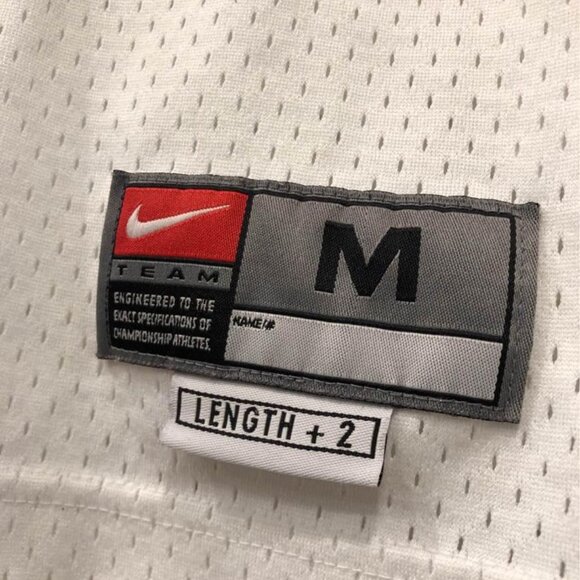 TEAM
ENGINEERED TO THE
EXACT SPECIFICATIONS OF
CHAMPIONSHIP ATHLETES.
M
NAME/#
LENGTH + 2